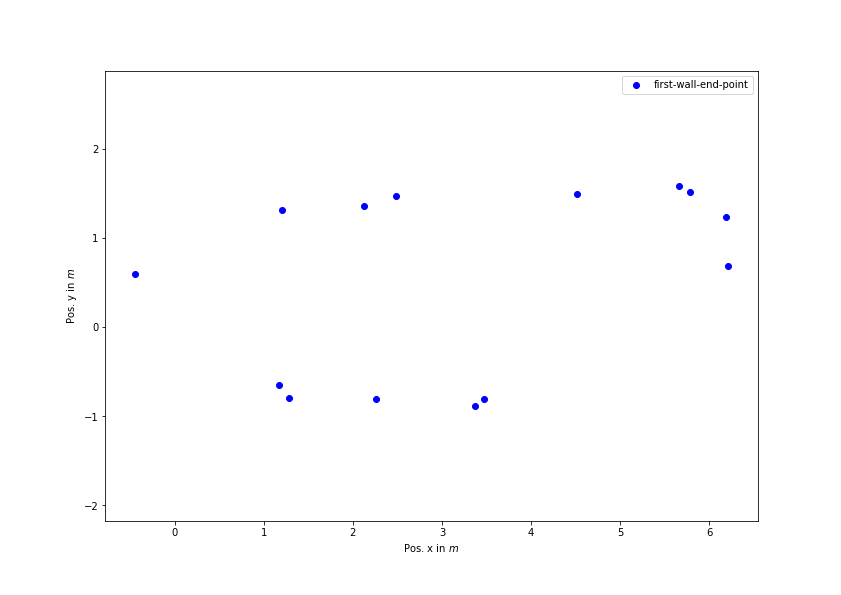 first-wall-end-point
2
1
0
−1
−2
Pos. y in m
0 1 2 3 4 5 6
Pos. x in m